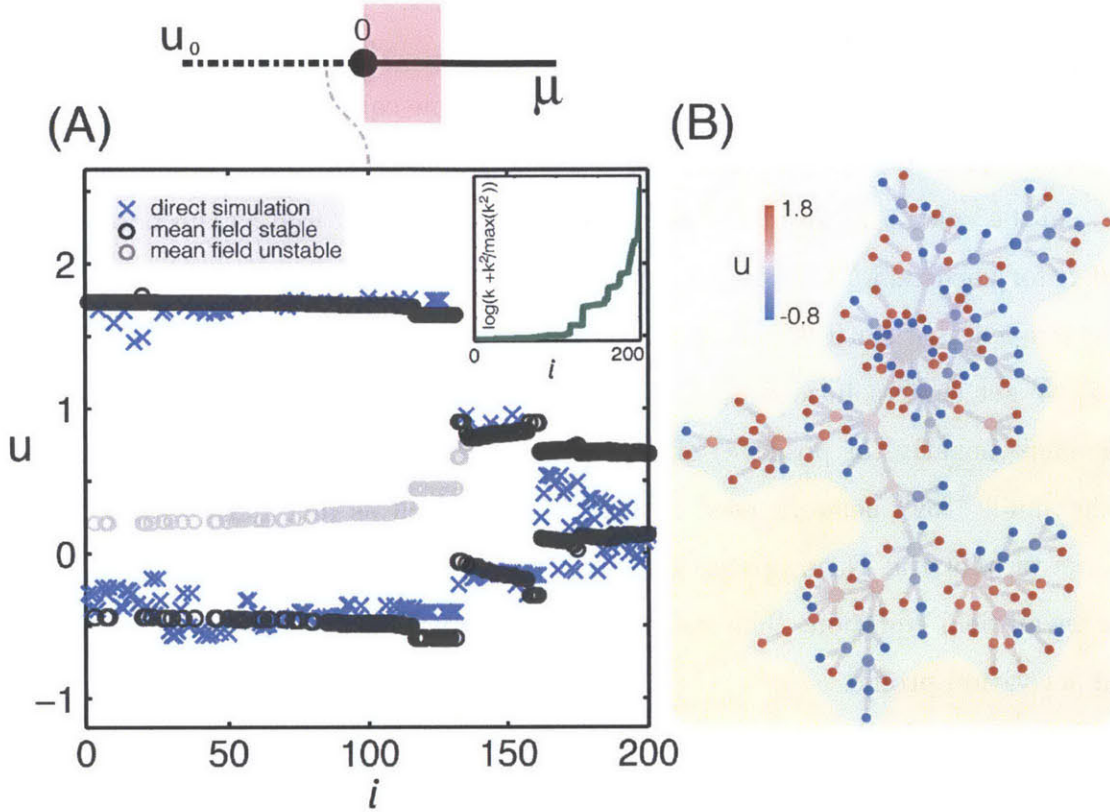 0
u₀
μ
(A)
(B)
× direct simulation
mean field stable
mean field unstable
log(k +k²/max(k²))
0
200
i
2
1
0
−1
u
0
50
100
150
200
i
1.8
u
-0.8